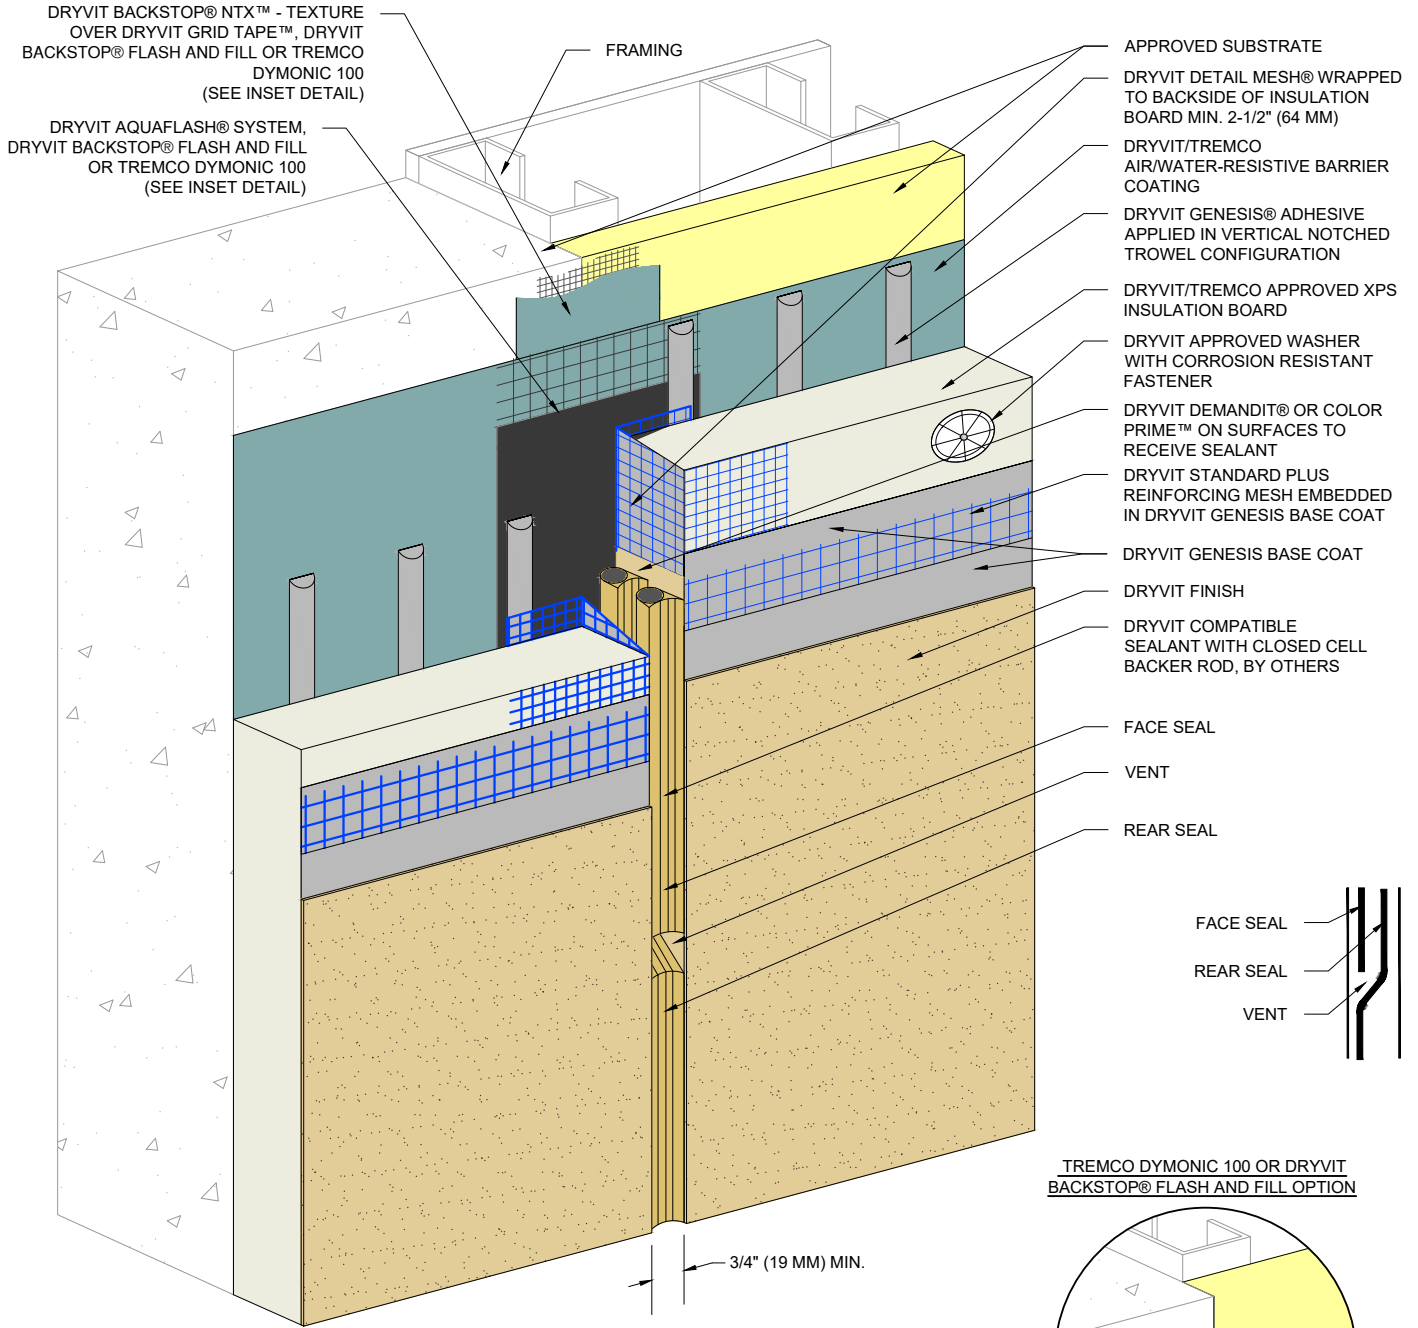 DRYVIT BACKSTOP® NTX™ - TEXTURE
OVER DRYVIT GRID TAPE™, DRYVIT
BACKSTOP® FLASH AND FILL OR TREMCO
DYMONIC 100
(SEE INSET DETAIL)
DRYVIT AQUAFLASH® SYSTEM,
DRYVIT BACKSTOP® FLASH AND FILL
OR TREMCO DYMONIC 100
(SEE INSET DETAIL)
FRAMING
APPROVED SUBSTRATE
DRYVIT DETAIL MESH® WRAPPED
TO BACKSIDE OF INSULATION
BOARD MIN. 2-1/2" (64 MM)
DRYVIT/TREMCO
AIR/WATER-RESISTIVE BARRIER
COATING
DRYVIT GENESIS® ADHESIVE
APPLIED IN VERTICAL NOTCHED
TROWEL CONFIGURATION
DRYVIT/TREMCO APPROVED XPS
INSULATION BOARD
DRYVIT APPROVED WASHER
WITH CORROSION RESISTANT
FASTENER
DRYVIT DEMANDIT® OR COLOR
PRIME™ ON SURFACES TO
RECEIVE SEALANT
DRYVIT STANDARD PLUS
REINFORCING MESH EMBEDDED
IN DRYVIT GENESIS BASE COAT
DRYVIT GENESIS BASE COAT
DRYVIT FINISH
DRYVIT COMPATIBLE
SEALANT WITH CLOSED CELL
BACKER ROD, BY OTHERS
FACE SEAL
VENT
REAR SEAL
FACE SEAL
REAR SEAL
VENT
TREMCO DYMONIC 100 OR DRYVIT
BACKSTOP® FLASH AND FILL OPTION
3/4" (19 MM) MIN.